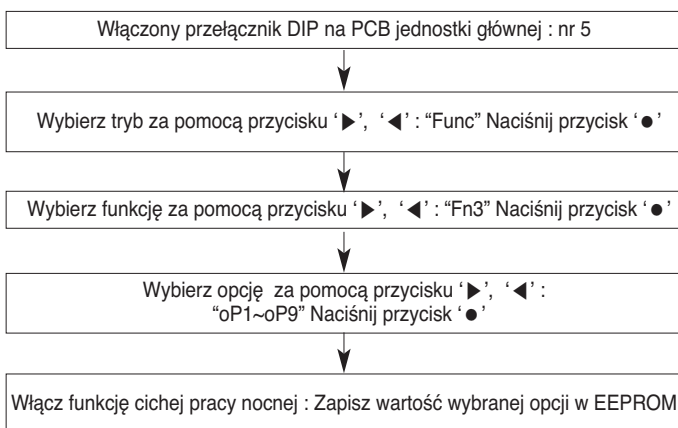 Włączony przełącznik DIP na PCB jednostki głównej : nr 5
Wybierz tryb za pomocą przycisku ‘▶’, ‘◀’ : “Func” Naciśnij przycisk ‘●’
Wybierz funkcję za pomocą przycisku ‘▶’, ‘◀’ : “Fn3” Naciśnij przycisk ‘●’
Wybierz opcję za pomocą przycisku ‘▶’, ‘◀’ :
“oP1~oP9” Naciśnij przycisk ‘●’
Włącz funkcję cichej pracy nocnej : Zapisz wartość wybranej opcji w EEPROM